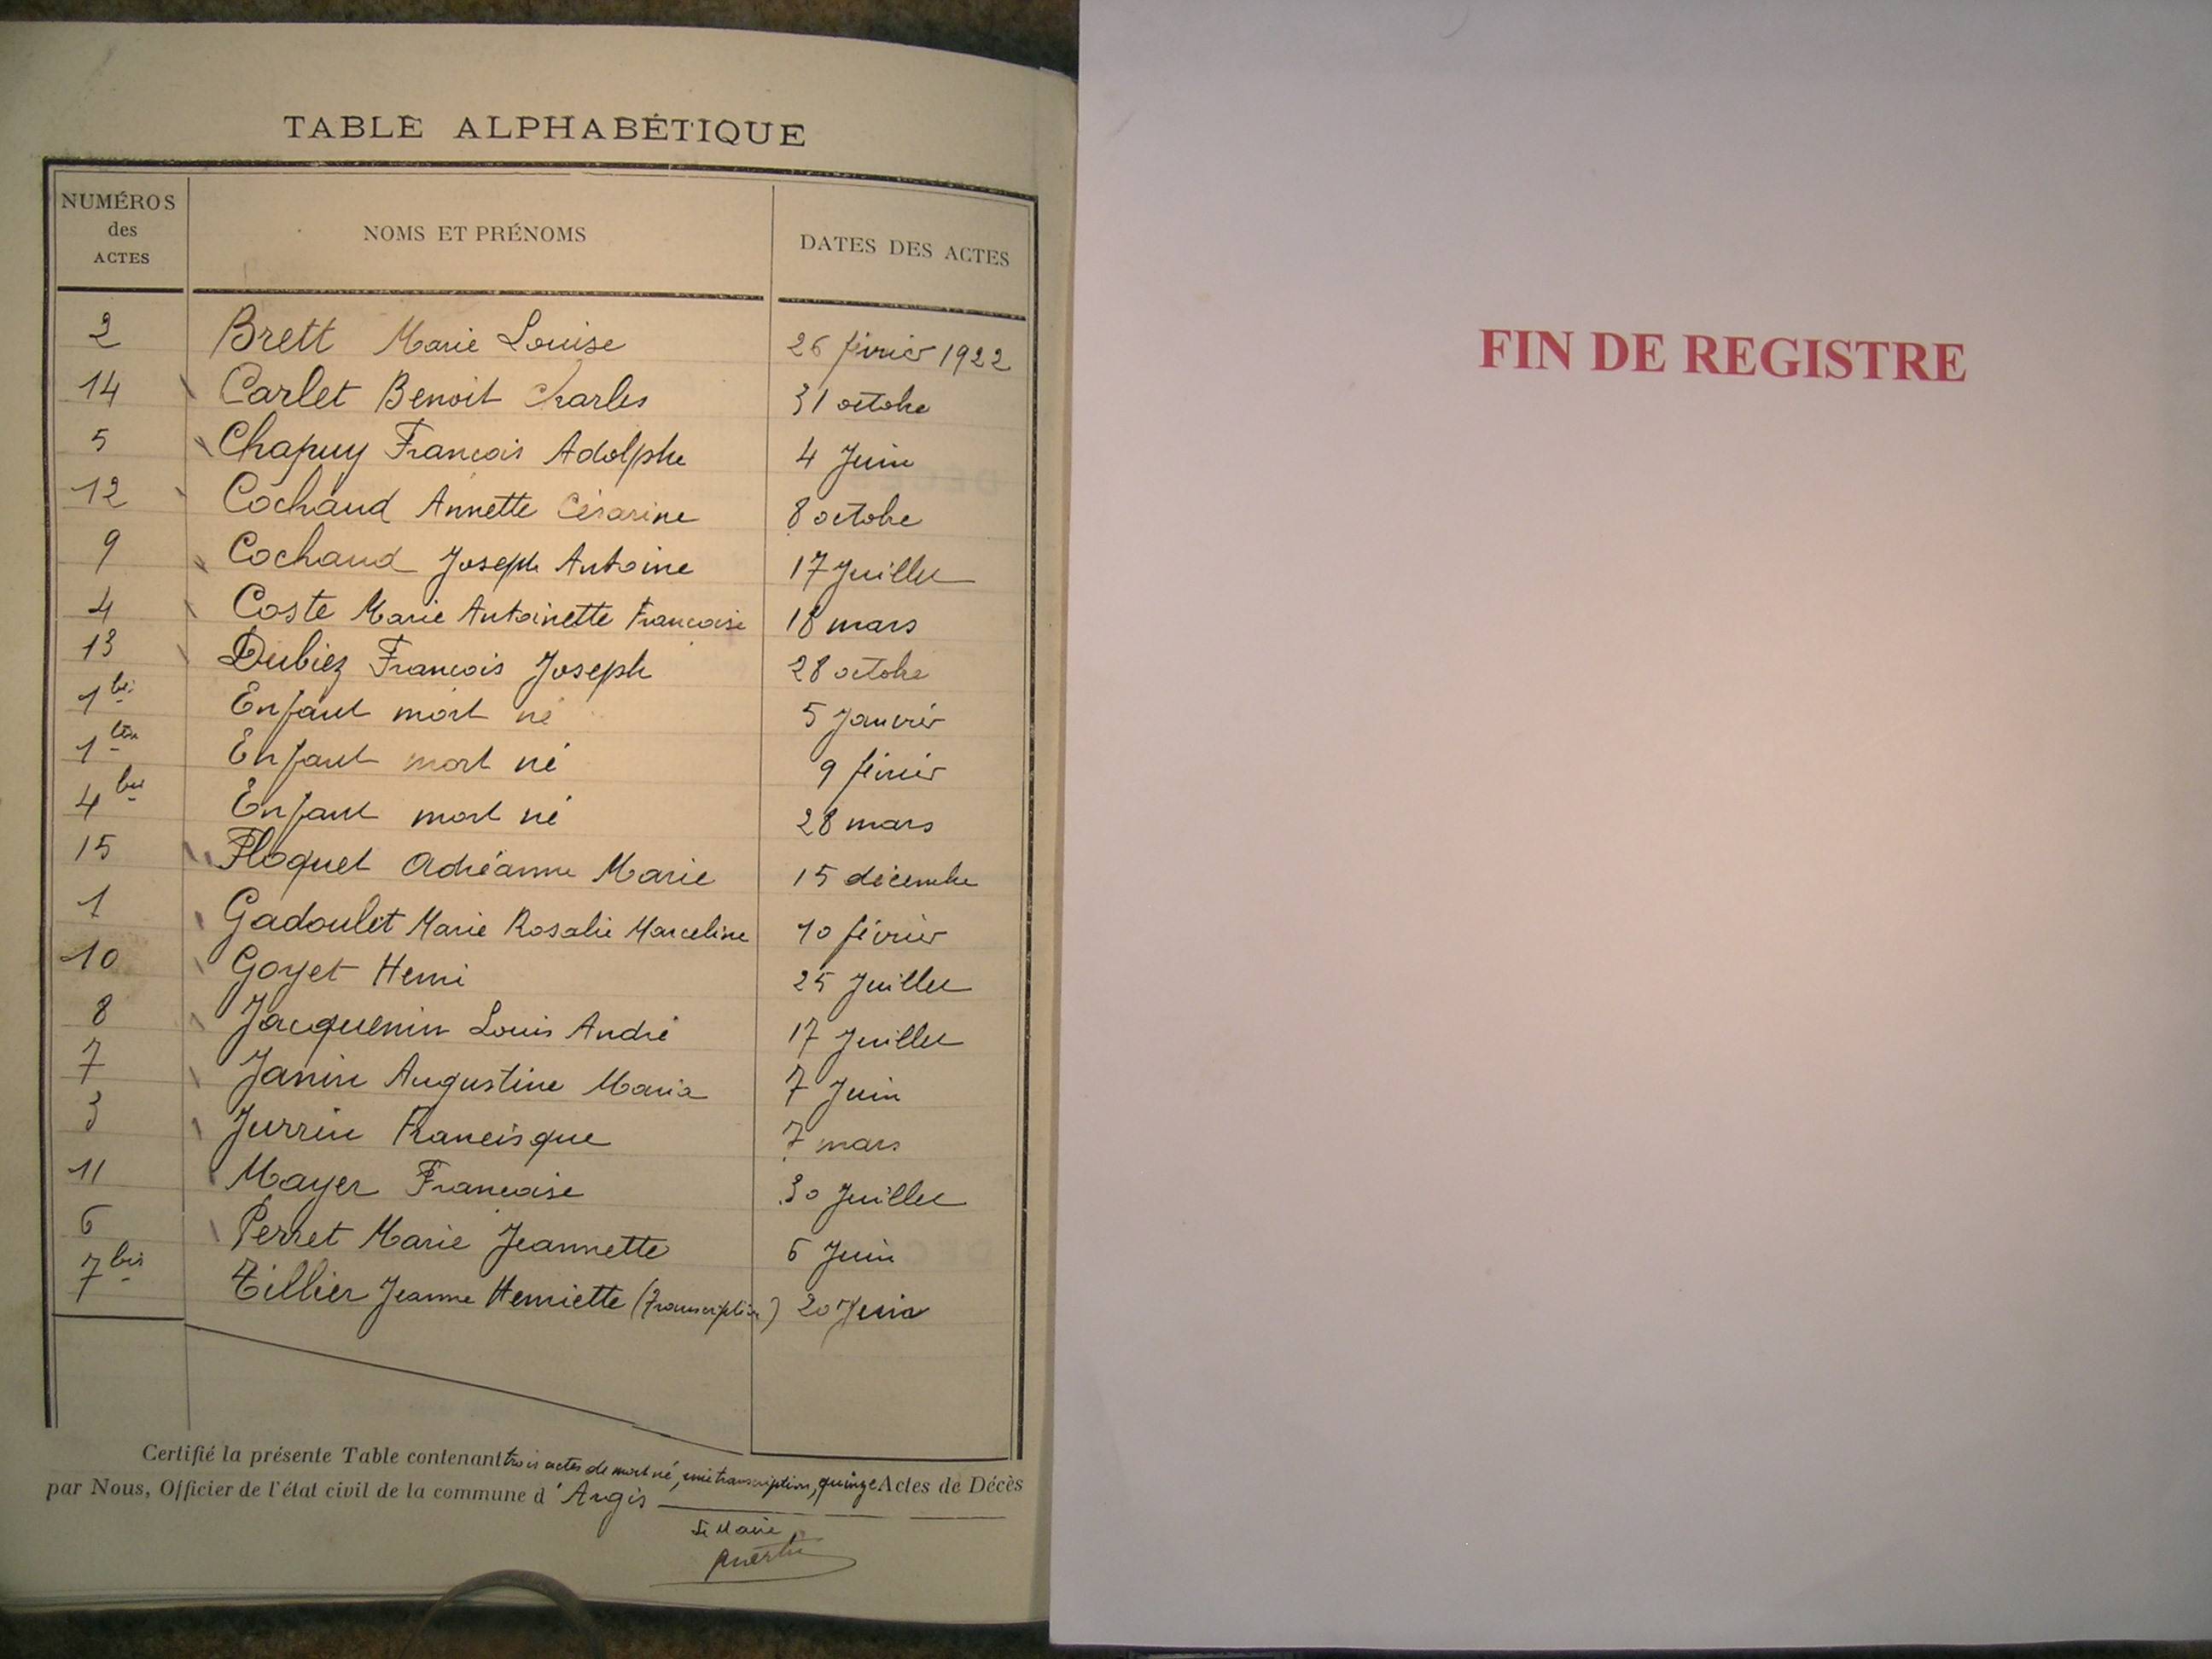 TABLE ALPHABÉTIQUE
NUMÉROS des ACTES NOMS ET PRÉNOMS DATES DES ACTES
2 Brett Marie Louise 26 février 1922
14 Carlet Benoit Charles 31 octobre
5 Chapuy Francois Adolphe 4 Juin
12 Cochaud Annette Césarine 8 octobre
9 Cochaud Joseph Antoine 17 Juillet
4 Coste Marie Antoinette Francoise 18 mars
13 Dubiez Francois Joseph 28 octobre
1 bis Enfant mort né 5 Janvier
1 ter Enfant mort né 9 février
4 bis Enfant mort né 28 mars
15 Floquet Adréanne Marie 15 décembre
1 Gadoulet Marie Rosalie Marceline 10 février
10 Goyet Henri 25 Juillet
8 Jacquemin Louis André 17 Juillet
7 Janin Augustine Maria 7 Juin
3 Jurrin Francisque 7 mars
11 Mayer Francoise 30 Juillet
6 Perret Marie Jeannette 6 Juin
7 bis Tillier Jeanne Henriette (transcription) 20 Juin
Certifié la présente Table contenant trois actes de mort né, une transcription, quinze Actes de Décès
par Nous, Officier de l'état civil de la commune d'Argis
Le Maire
FIN DE REGISTRE